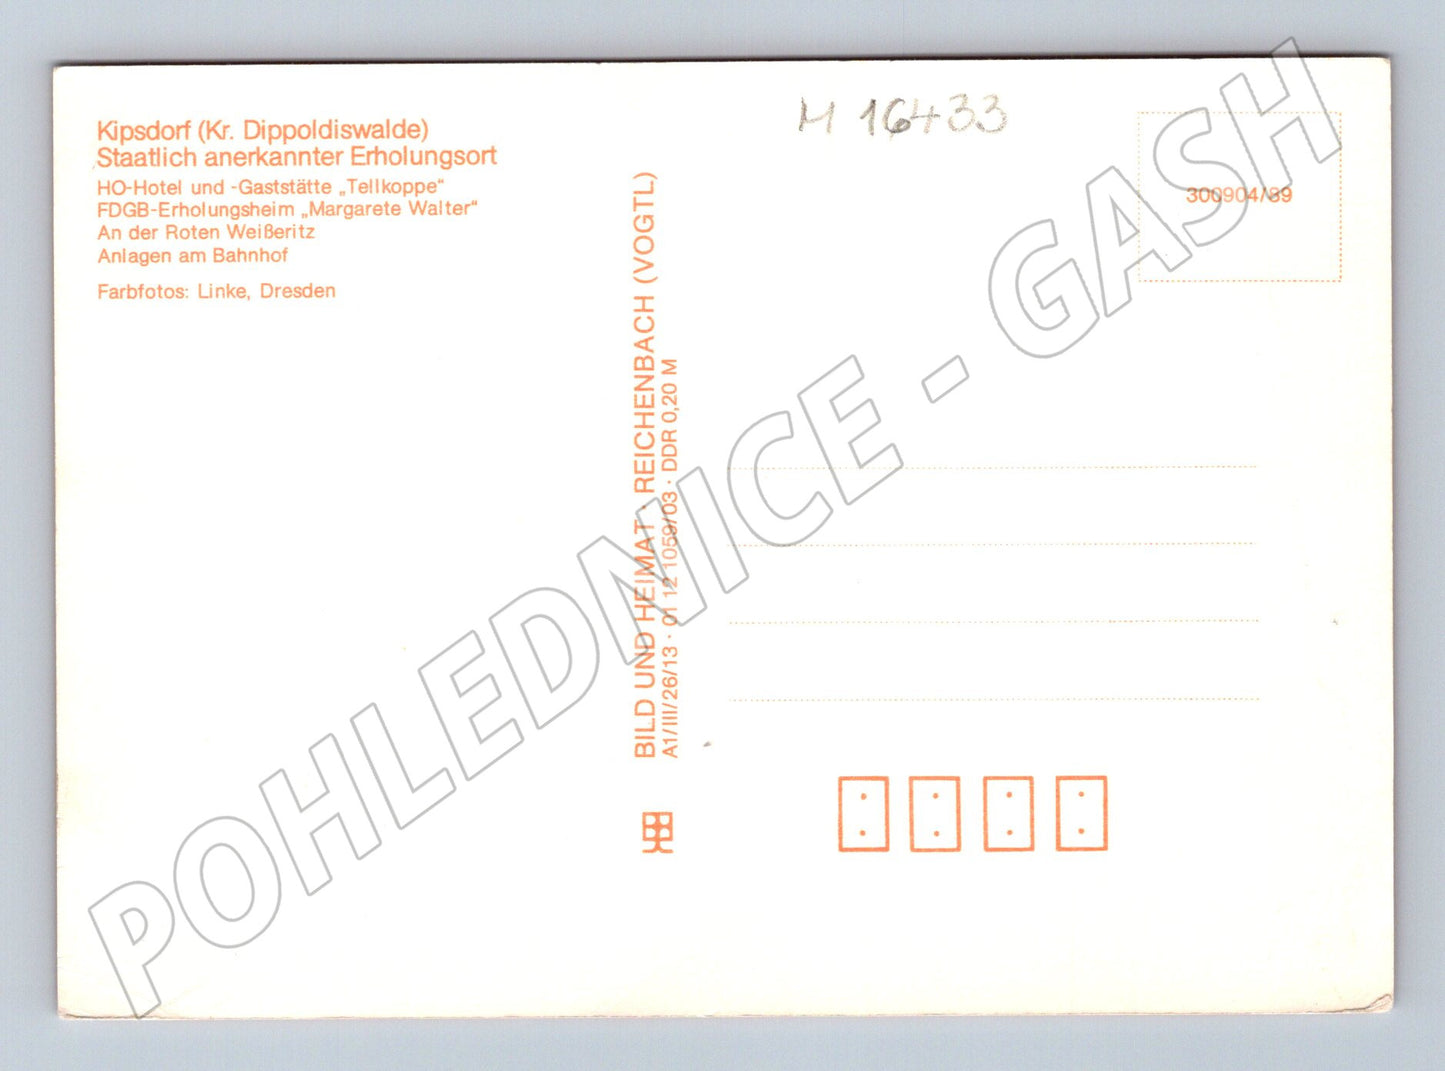 Kipsdorf (Kr. Dippoldiswalde)
Staatlich anerkannter Erholungsort
HO-Hotel und -Gaststätte „Tellkoppe“
FDGB-Erholungsheim „Margarete Walter“
An der Roten Weißeritz
Anlagen am Bahnhof
Farbfotos: Linke, Dresden
BILD UND HEIMAT · REICHENBACH (VOGTL)
A1/III/26/13 · 01 12 1059/03 · DDR 0,20 M
M 16433
300904/89
POHLEDNICE - GASH